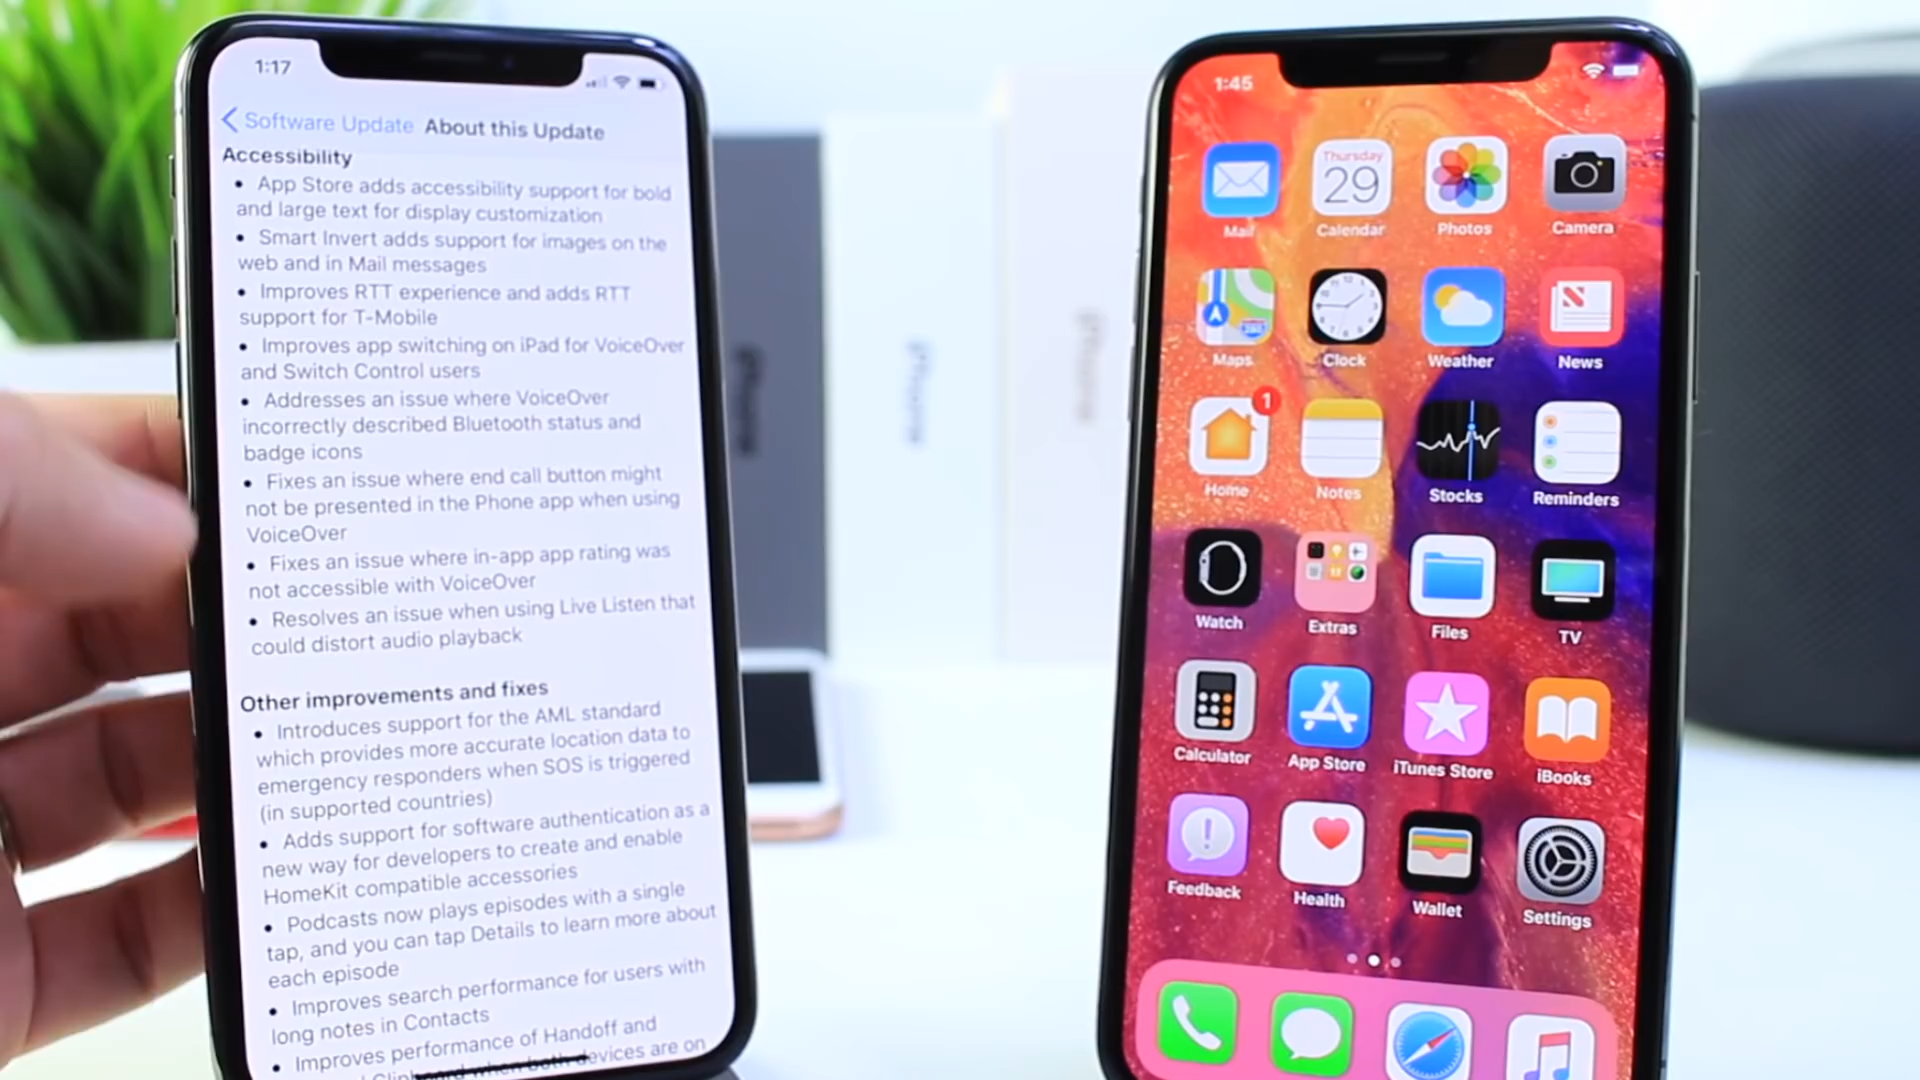 1:17
Software Update About this Update
Accessibility
• App Store adds accessibility support for bold
and large text for display customization
• Smart Invert adds support for images on the
web and in Mail messages
• Improves RTT experience and adds RTT
support for T-Mobile
• Improves app switching on iPad for VoiceOver
and Switch Control users
• Addresses an issue where VoiceOver
incorrectly described Bluetooth status and
badge icons
• Fixes an issue where end call button might
not be presented in the Phone app when using
VoiceOver
• Fixes an issue where in-app app rating was
not accessible with VoiceOver
• Resolves an issue when using Live Listen that
could distort audio playback
Other improvements and fixes
• Introduces support for the AML standard
which provides more accurate location data to
emergency responders when SOS is triggered
(in supported countries)
• Adds support for software authentication as a
new way for developers to create and enable
HomeKit compatible accessories
• Podcasts now plays episodes with a single
tap, and you can tap Details to learn more about
each episode
• Improves search performance for users with
long notes in Contacts
• Improves performance of Handoff and
when both devices are on
iPhone
iPhone
iPhone
1:45
Thursday
29
Mail Calendar Photos Camera
280
Maps Clock Weather News
1
Home Notes Stocks Reminders
Watch Extras Files TV
Calculator App Store iTunes Store iBooks
Feedback Health Wallet Settings